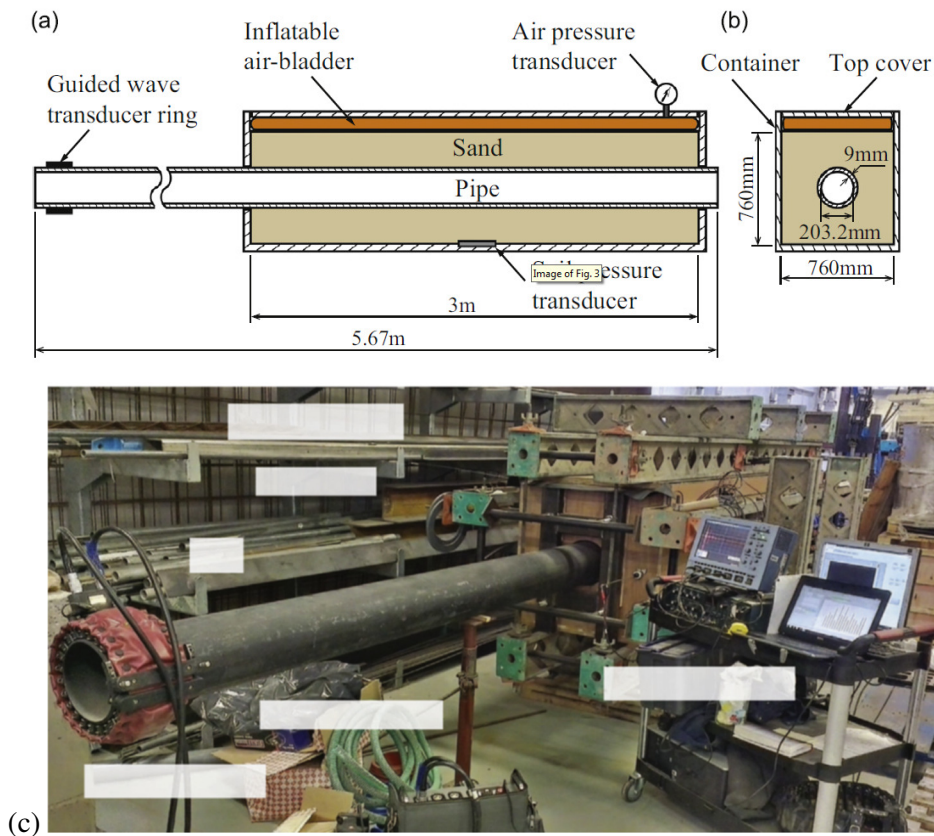 (a)
Inflatable
air-bladder
Air pressure
transducer
Guided wave
transducer ring
Sand
Pipe
Image of Fig. 3
pressure
transducer
3m
5.67m
(b)
Container
Top cover
9mm
760mm
203.2mm
760mm
(c)